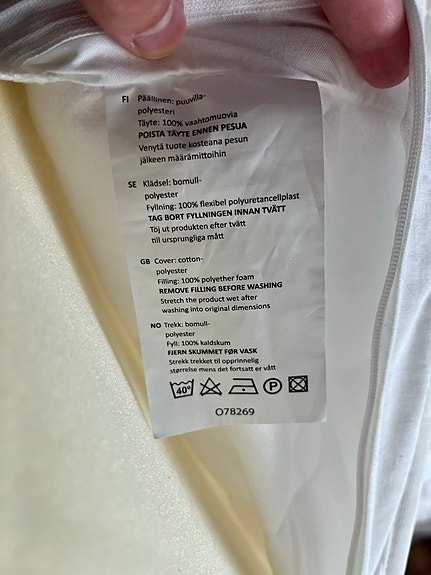 FI Päällinen: puuvilla-
polyesteri
Täyte: 100% vaahtomuovia
POISTA TÄYTE ENNEN PESUA
Venytä tuote kosteana pesun
jälkeen määrämittoihin
SE Klädsel: bomull-
polyester
Fyllning: 100% flexibel polyuretancellplast
TAG BORT FYLLNINGEN INNAN TVÄTT
Töj ut produkten efter tvätt
till ursprungliga mått
GB Cover: cotton-
polyester
Filling: 100% polyether foam
REMOVE FILLING BEFORE WASHING
Stretch the product wet after
washing into original dimensions
NO Trekk: bomull-
polyester
Fyll: 100% kaldskum
FJERN SKUMMET FØR VASK
Strekk trekket til opprinnelig
størrelse mens det fortsatt er vått
40° P
O78269